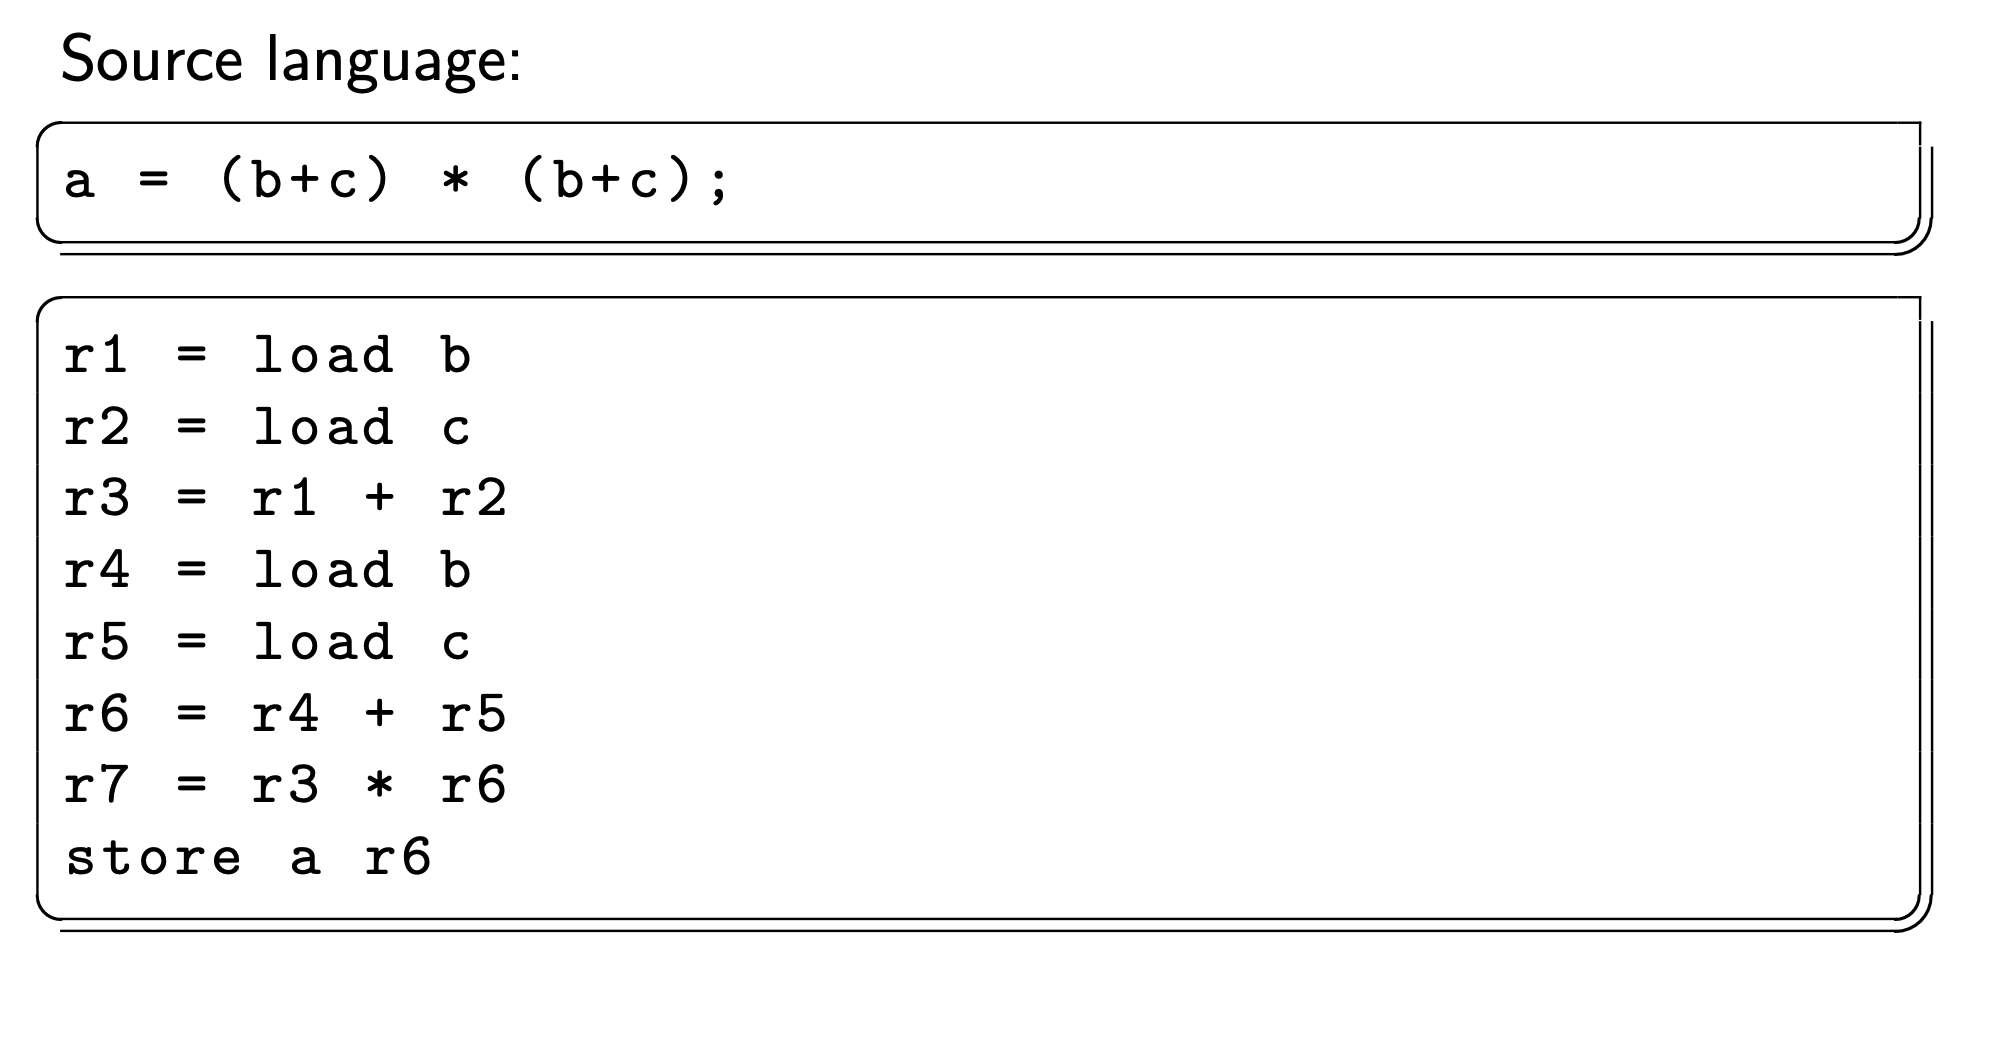 Source language:
a = (b+c) * (b+c);
r1 = load b
r2 = load c
r3 = r1 + r2
r4 = load b
r5 = load c
r6 = r4 + r5
r7 = r3 * r6
store a r6